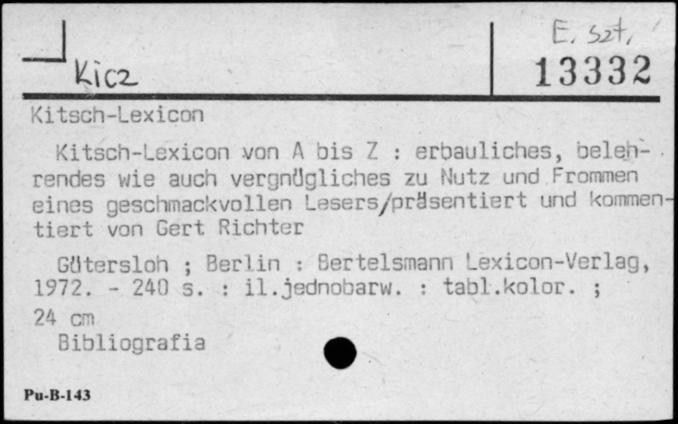 E. szt.
Kicz
13332
Kitsch-Lexicon
Kitsch-Lexicon von A bis Z : erbauliches, beleh-
rendes wie auch vergnügliches zu Nutz und Frommen
eines geschmackvollen Lesers/präsentiert und kommen-
tiert von Gert Richter
Gütersloh ; Berlin : Bertelsmann Lexicon-Verlag,
1972. - 240 s. : il.jednobarw. : tabl.kolor. ;
24 cm
Bibliografia
Pu-B-143